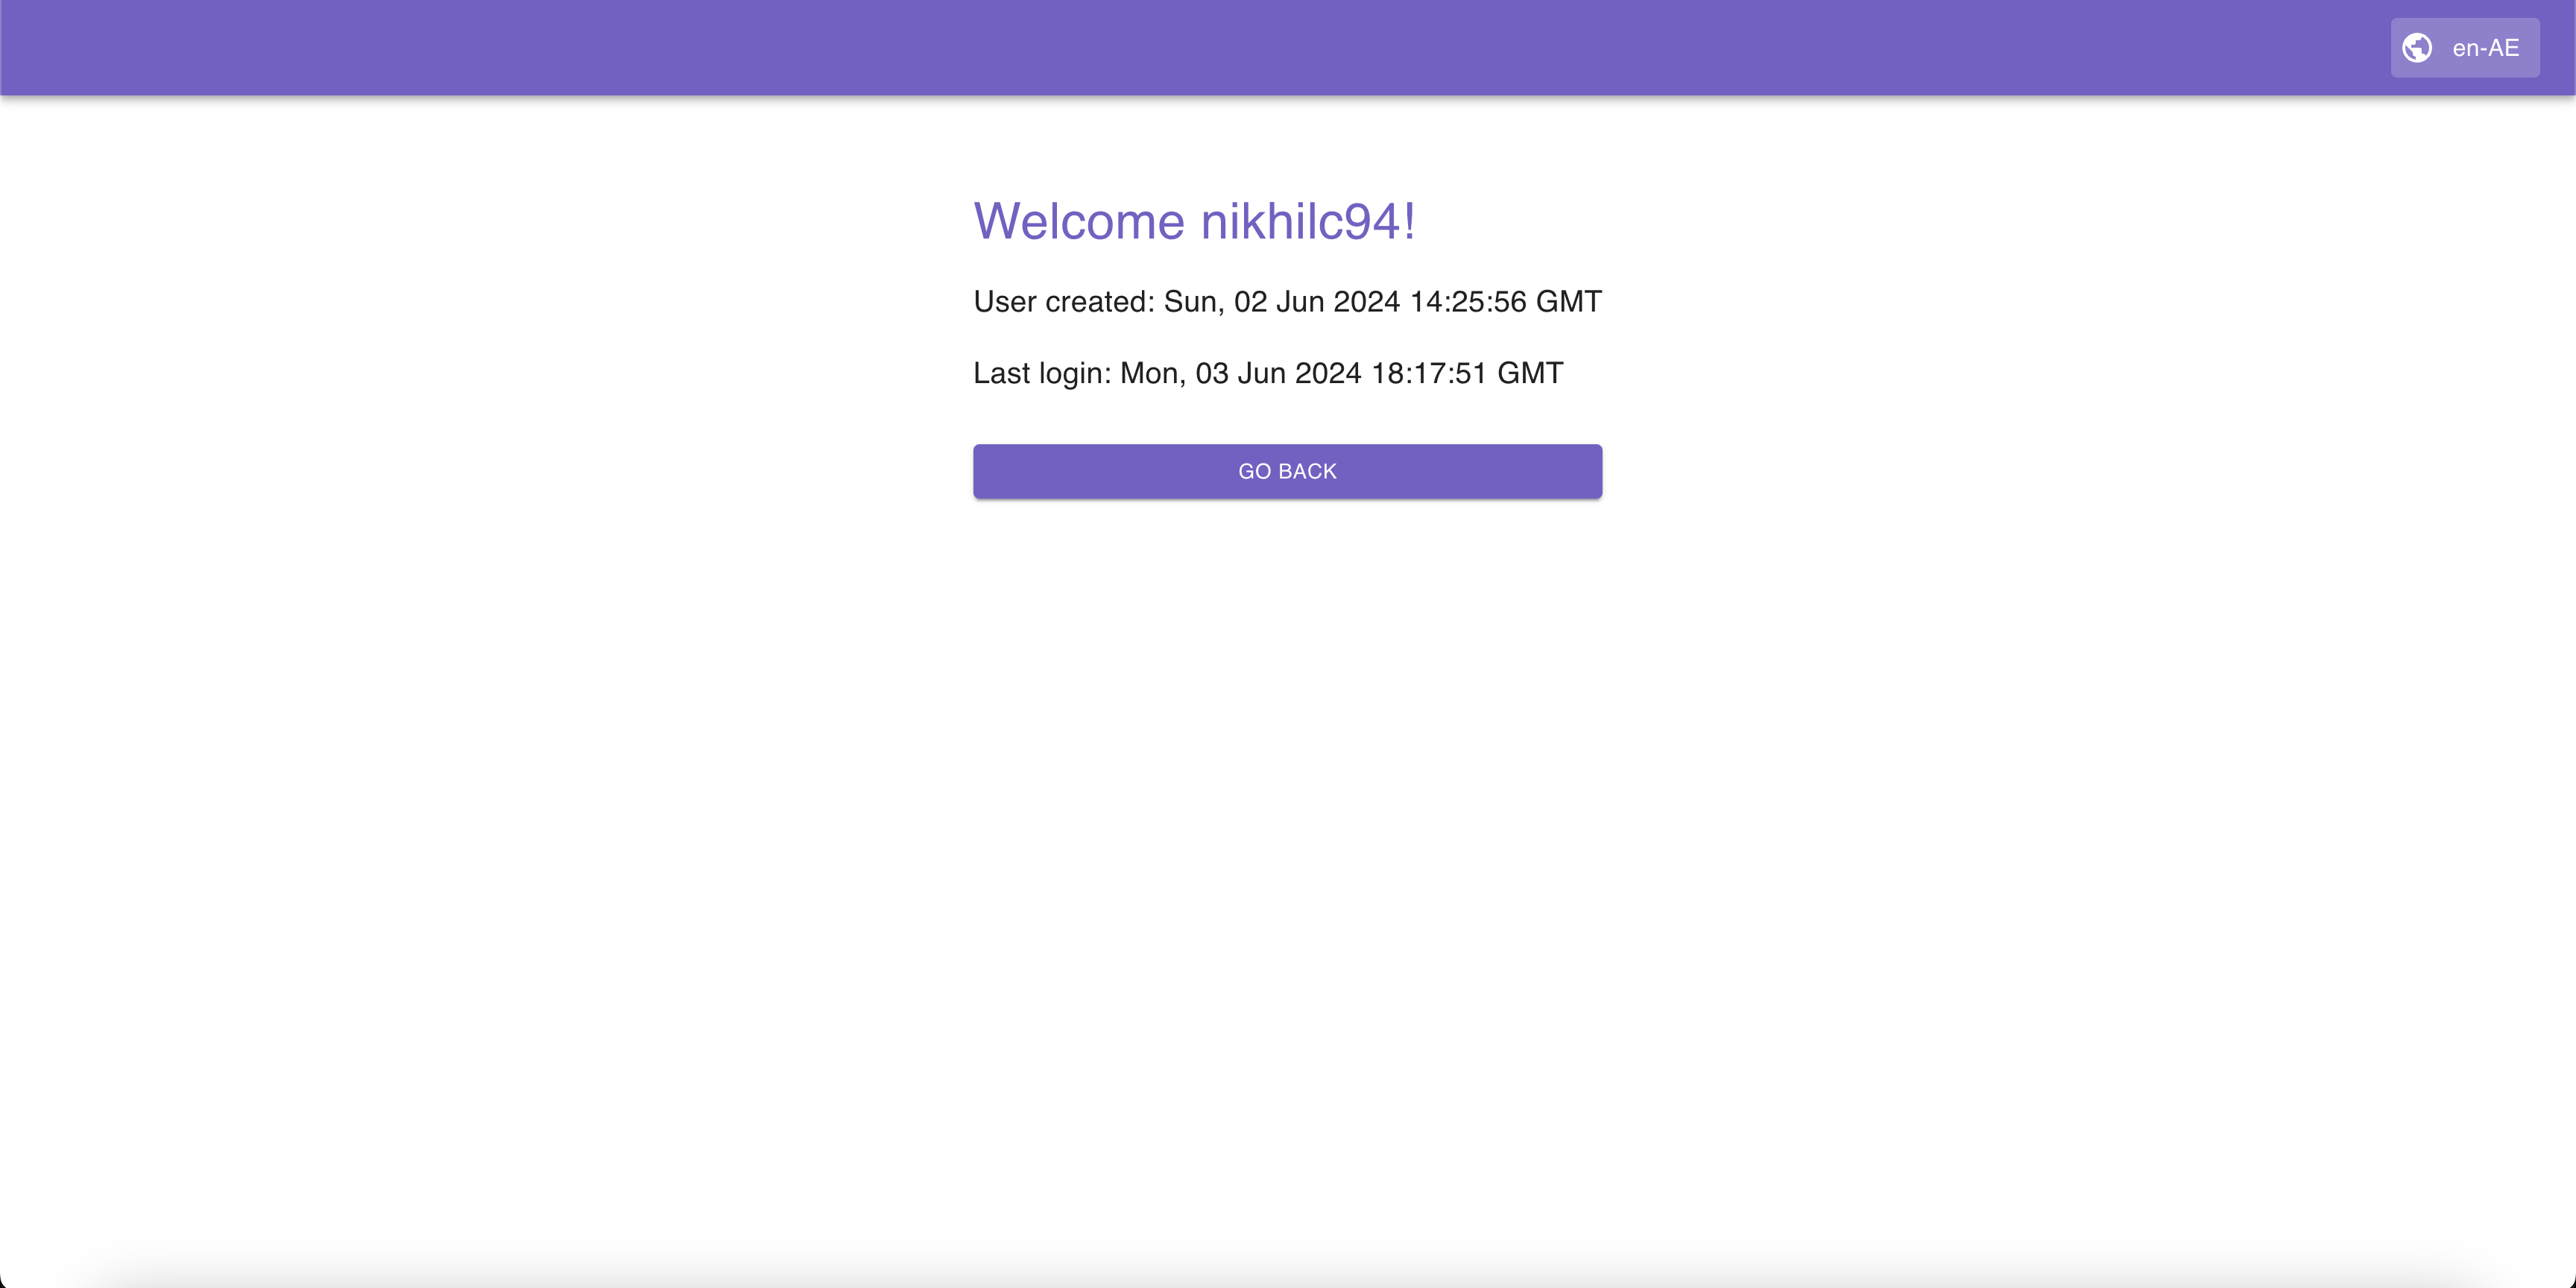 en-AE
Welcome nikhilc94!
User created: Sun, 02 Jun 2024 14:25:56 GMT
Last login: Mon, 03 Jun 2024 18:17:51 GMT
GO BACK